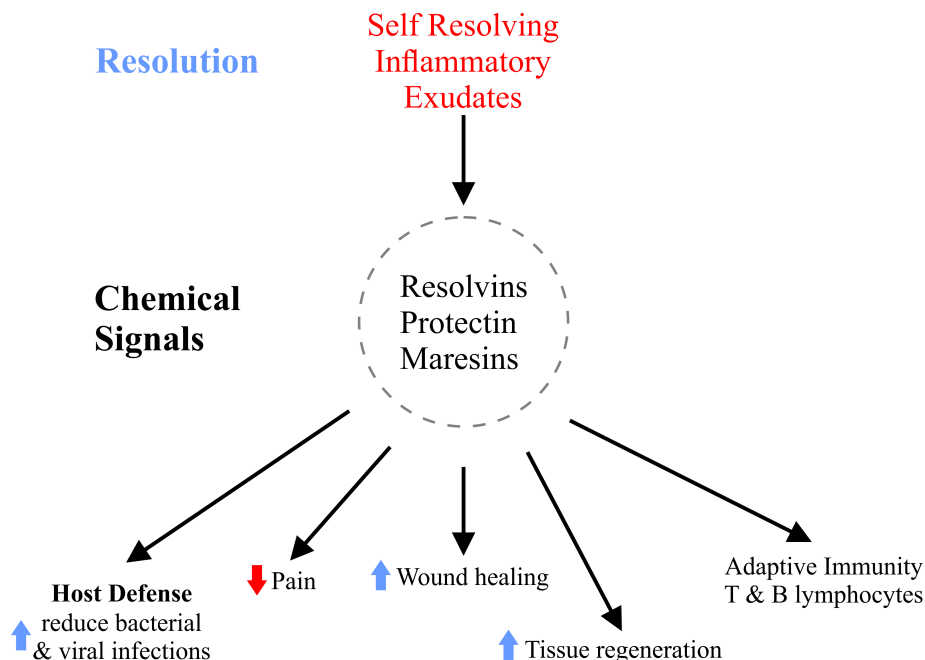 Resolution
Self Resolving
Inflammatory
Exudates
Chemical
Signals
Resolvins
Protectin
Maresins
Host Defense
reduce bacterial
& viral infections
Pain
Wound healing
Tissue regeneration
Adaptive Immunity
T & B lymphocytes